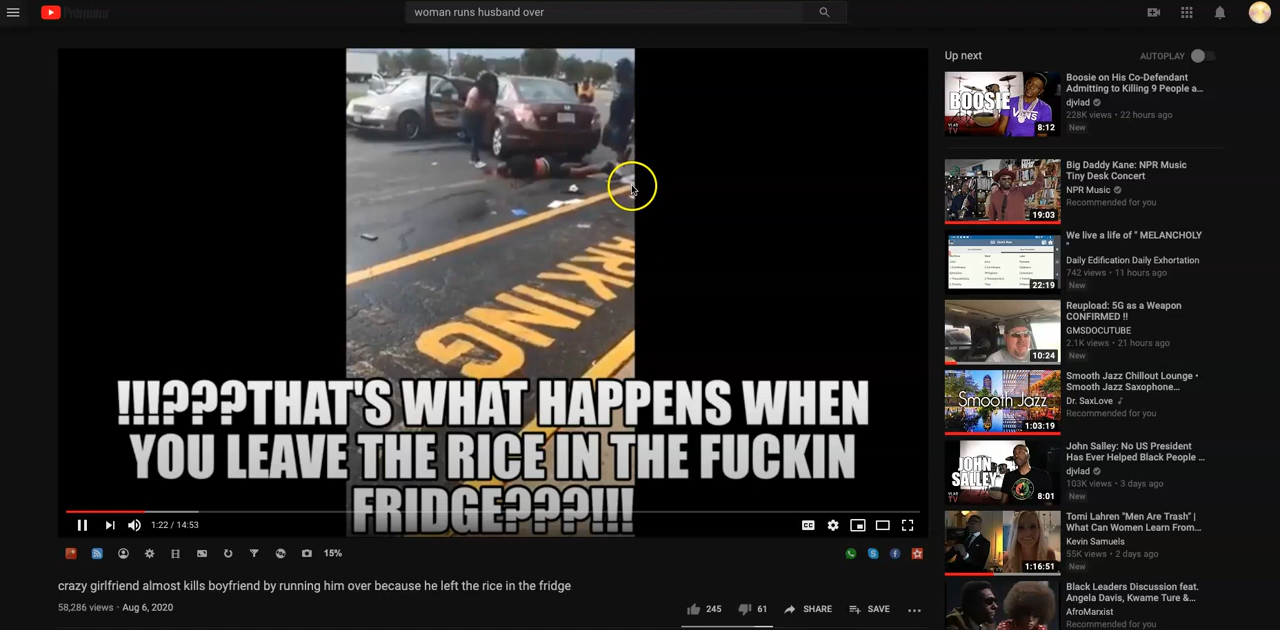 Premieur
woman runs husband over
PARKING
!!!???THAT'S WHAT HAPPENS WHEN
YOU LEAVE THE RICE IN THE FUCKIN
FRIDGE???!!!
1:22 / 14:53
CC
15%
crazy girlfriend almost kills boyfriend by running him over because he left the rice in the fridge
58,286 views • Aug 6, 2020
245
61
SHARE
SAVE
Up next
AUTOPLAY
BOOSIE
VANS
8:12
Boosie on His Co-Defendant
Admitting to Killing 9 People a...
djvlad
228K views • 22 hours ago
New
19:03
Big Daddy Kane: NPR Music
Tiny Desk Concert
NPR Music
Recommended for you
22:19
We live a life of " MELANCHOLY
"
Daily Edification Daily Exhortation
742 views • 11 hours ago
New
10:24
Reupload: 5G as a Weapon
CONFIRMED !!
GMSDOCUTUBE
2.1K views • 21 hours ago
New
Smooth Jazz
1:03:19
Smooth Jazz Chillout Lounge •
Smooth Jazz Saxophone...
Dr. SaxLove
Recommended for you
JOHN
SALLEY
8:01
John Salley: No US President
Has Ever Helped Black People ...
djvlad
103K views • 3 days ago
New
1:16:51
Tomi Lahren "Men Are Trash" |
What Can Women Learn From...
Kevin Samuels
55K views • 2 days ago
New
Black Leaders Discussion feat.
Angela Davis, Kwame Ture &...
AfroMarxist
Recommended for you